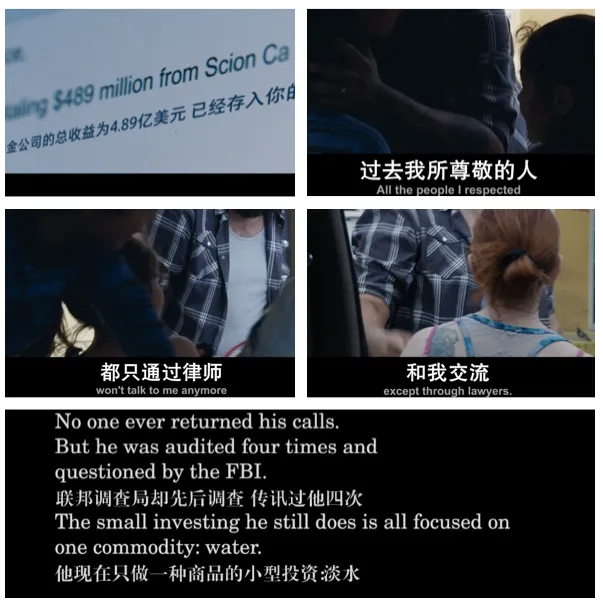 taling $489 million from Scion Ca
金公司的总收益为4.89亿美元 已经存入你的
过去我所尊敬的人
All the people I respected
都只通过律师
won't talk to me anymore
和我交流
except through lawyers.
No one ever returned his calls.
But he was audited four times and
questioned by the FBI.
联邦调查局却先后调查 传讯过他四次
The small investing he still does is all focused on
one commodity: water.
他现在只做一种商品的小型投资:淡水